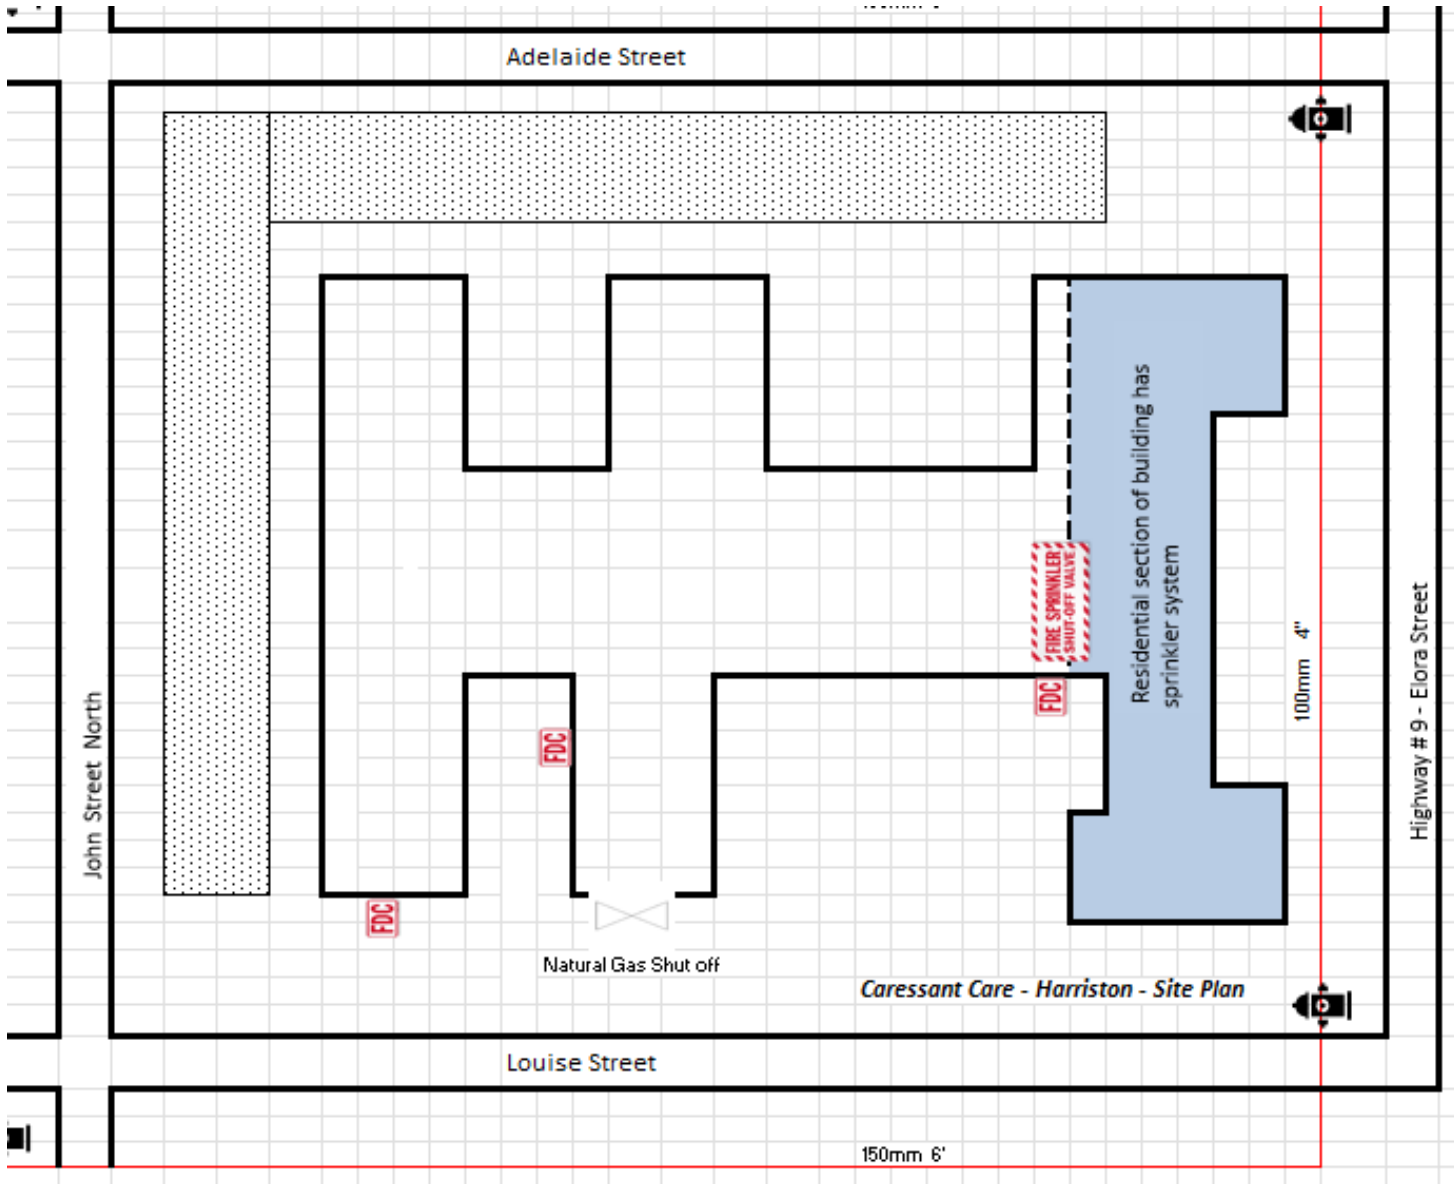 Adelaide Street
Residential section of building has
sprinkler system
FIRE SPRINKLER
SHUT-OFF VALVE
FDC
FDC
FDC
100mm 4"
Highway # 9 - Elora Street
John Street North
Natural Gas Shut off
Caressant Care - Harriston - Site Plan
Louise Street
150mm 6'